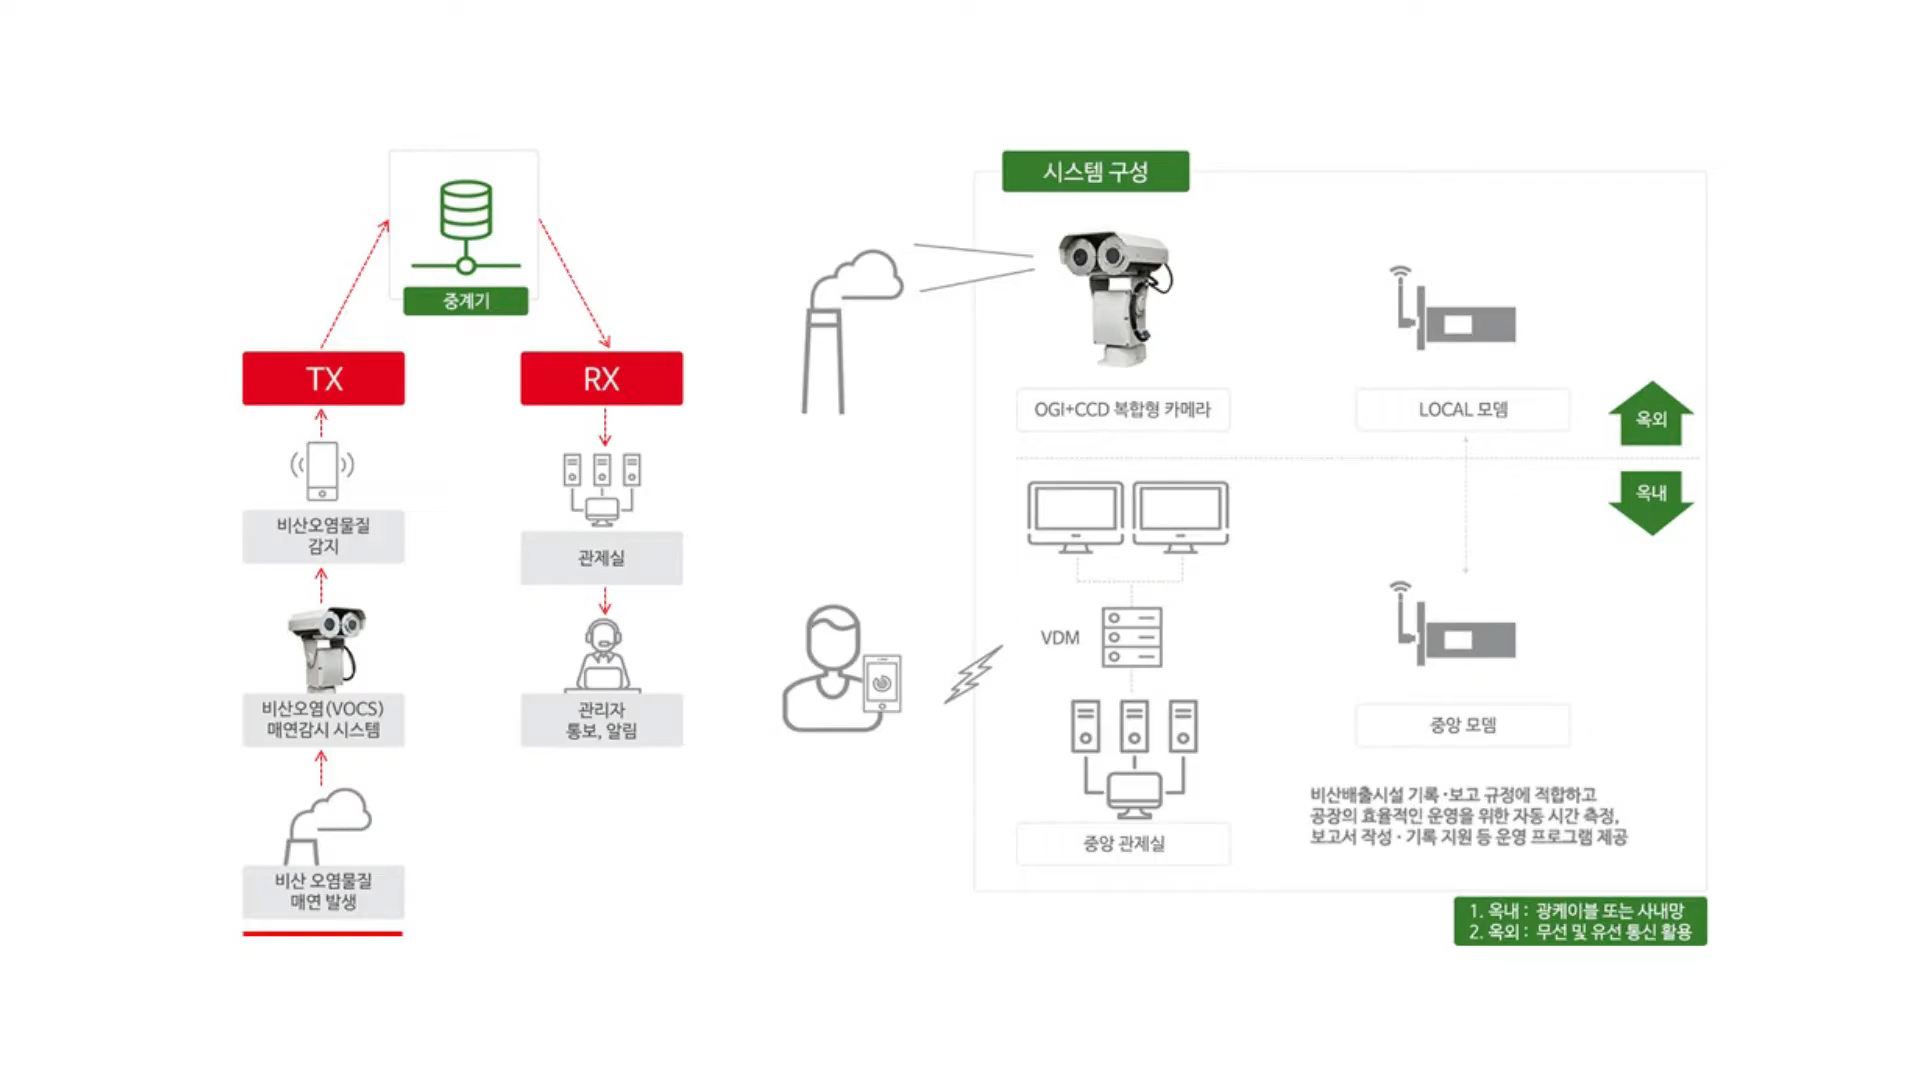 중계기
TX
RX
비산오염물질
감지
관제실
비산오염(VOCS)
매연감시 시스템
관리자
통보, 알림
비산 오염물질
매연 발생
시스템 구성
OGI+CCD 복합형 카메라
LOCAL 모뎀
옥외
옥내
VDM
중앙 모뎀
중앙 관제실
비산배출시설 기록·보고 규정에 적합하고
공장의 효율적인 운영을 위한 자동 시간 측정,
보고서 작성·기록 지원 등 운영 프로그램 제공
1. 옥내 : 광케이블 또는 사내망
2. 옥외 : 무선 및 유선 통신 활용